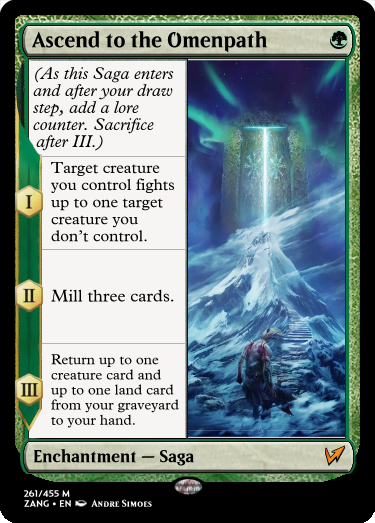 Ascend to the Omenpath
(As this Saga enters
and after your draw
step, add a lore
counter. Sacrifice
after III.)
I
Target creature
you control fights
up to one target
creature you
don't control.
II
Mill three cards.
III
Return up to one
creature card and
up to one land card
from your graveyard
to your hand.
Enchantment — Saga
261/455 M
ZANG • EN ANDRE SIMOES